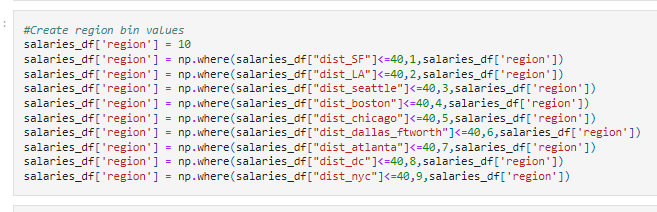 :
#Create region bin values
salaries_df['region'] = 10
salaries_df['region'] = np.where(salaries_df["dist_SF"]<=40,1,salaries_df['region'])
salaries_df['region'] = np.where(salaries_df["dist_LA"]<=40,2,salaries_df['region'])
salaries_df['region'] = np.where(salaries_df["dist_seattle"]<=40,3,salaries_df['region'])
salaries_df['region'] = np.where(salaries_df["dist_boston"]<=40,4,salaries_df['region'])
salaries_df['region'] = np.where(salaries_df["dist_chicago"]<=40,5,salaries_df['region'])
salaries_df['region'] = np.where(salaries_df["dist_dallas_ftworth"]<=40,6,salaries_df['region'])
salaries_df['region'] = np.where(salaries_df["dist_atlanta"]<=40,7,salaries_df['region'])
salaries_df['region'] = np.where(salaries_df["dist_dc"]<=40,8,salaries_df['region'])
salaries_df['region'] = np.where(salaries_df["dist_nyc"]<=40,9,salaries_df['region'])